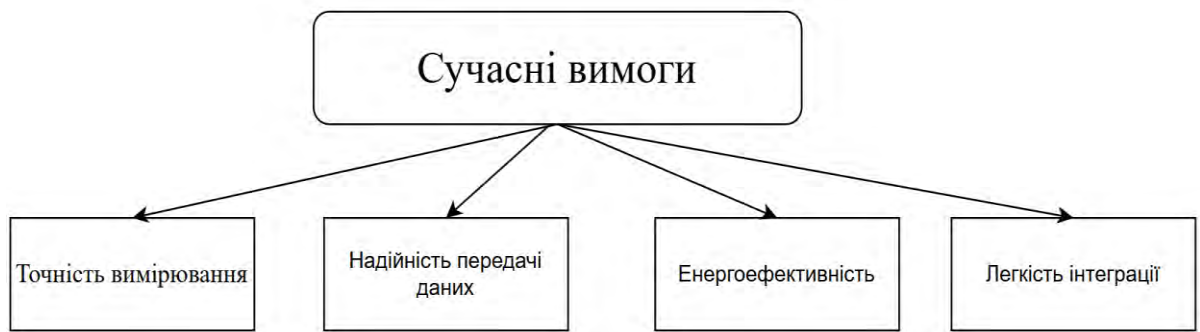 Сучасні вимоги
Точність вимірювання
Надійність передачі
даних
Енергоефективність
Легкість інтеграції